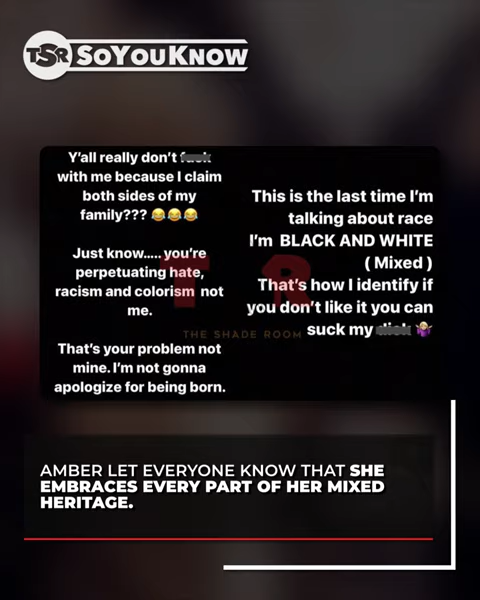 TSR SOYOUKNOW
Y'all really don't fuck
with me because I claim
both sides of my
family??? 😂😂😂
Just know..... you're
perpetuating hate,
racism and colorism not
me.
That's your problem not
mine. I'm not gonna
apologize for being born.
This is the last time I'm
talking about race
I'm BLACK AND WHITE
( Mixed )
That's how I identify if
you don't like it you can
suck my dick 🤷🏽‍♀️
T R
THE SHADE ROOM
AMBER LET EVERYONE KNOW THAT SHE
EMBRACES EVERY PART OF HER MIXED
HERITAGE.